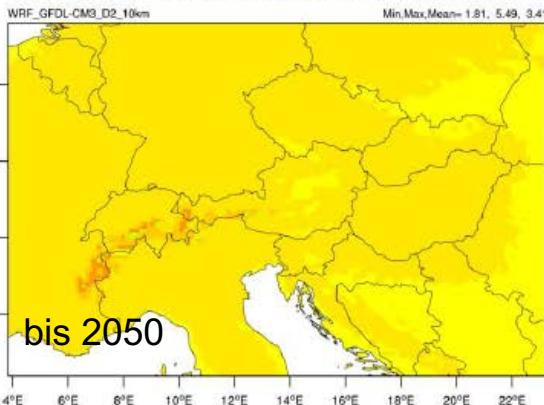 WRF_GFDL-CM3_D2_10km Min,Max,Mean= 1.81, 5.49, 3.41
bis 2050
4°E 6°E 8°E 10°E 12°E 14°E 16°E 18°E 20°E 22°E